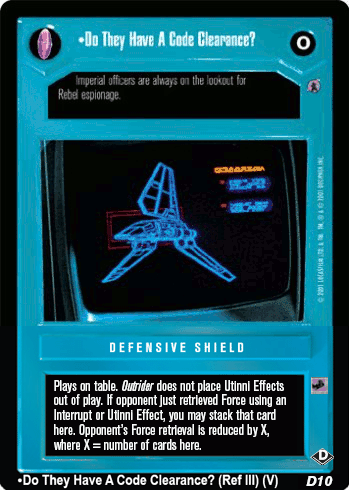 •Do They Have A Code Clearance?
O
Imperial officers are always on the lookout for
Rebel espionage.
DEFENSIVE SHIELD
Plays on table. Outrider does not place Utinni Effects
out of play. If opponent just retrieved Force using an
Interrupt or Utinni Effect, you may stack that card
here. Opponent's Force retrieval is reduced by X,
where X = number of cards here.
D
•Do They Have A Code Clearance? (Ref III) (V) D10